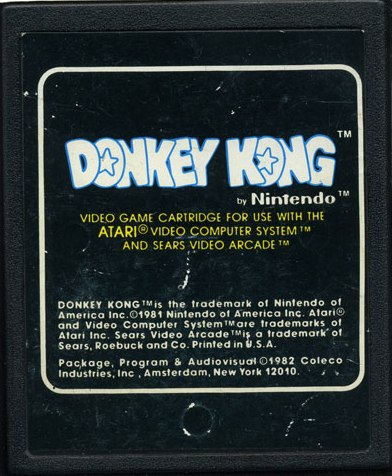 DONKEY KONG™
by Nintendo™
VIDEO GAME CARTRIDGE FOR USE WITH THE
ATARI® VIDEO COMPUTER SYSTEM™
AND SEARS VIDEO ARCADE™
DONKEY KONG™ is the trademark of Nintendo of
America Inc. ©1981 Nintendo of America Inc. Atari®
and Video Computer System™ are trademarks of
Atari Inc. Sears Video Arcade™ is a trademark of
Sears, Roebuck and Co. Printed in U.S.A.
Package, Program & Audiovisual ©1982 Coleco
Industries, Inc, Amsterdam, New York 12010.